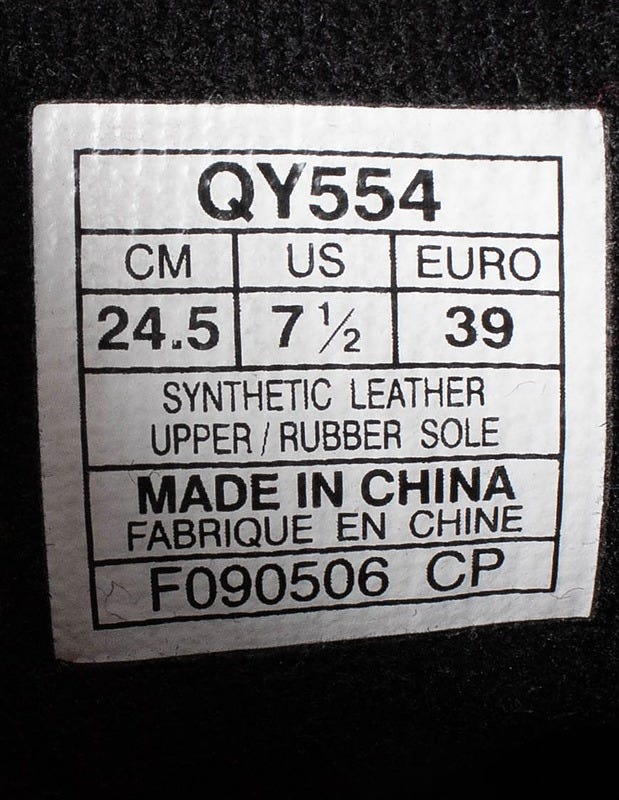 QY554
CM US EURO
24.5 7 ½ 39
SYNTHETIC LEATHER
UPPER / RUBBER SOLE
MADE IN CHINA
FABRIQUE EN CHINE
F090506 CP